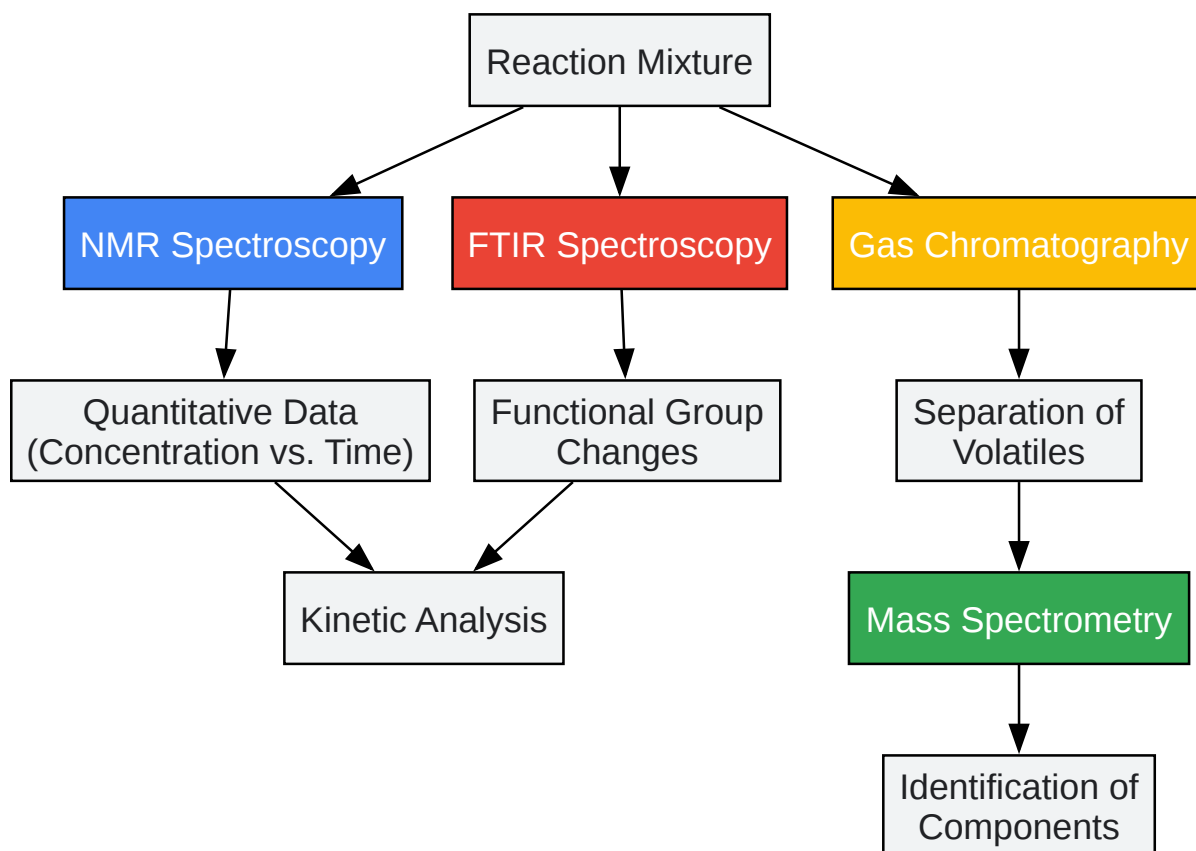 Reaction Mixture
NMR Spectroscopy
FTIR Spectroscopy
Gas Chromatography
Quantitative Data
(Concentration vs. Time)
Functional Group
Changes
Separation of
Volatiles
Kinetic Analysis
Mass Spectrometry
Identification of
Components